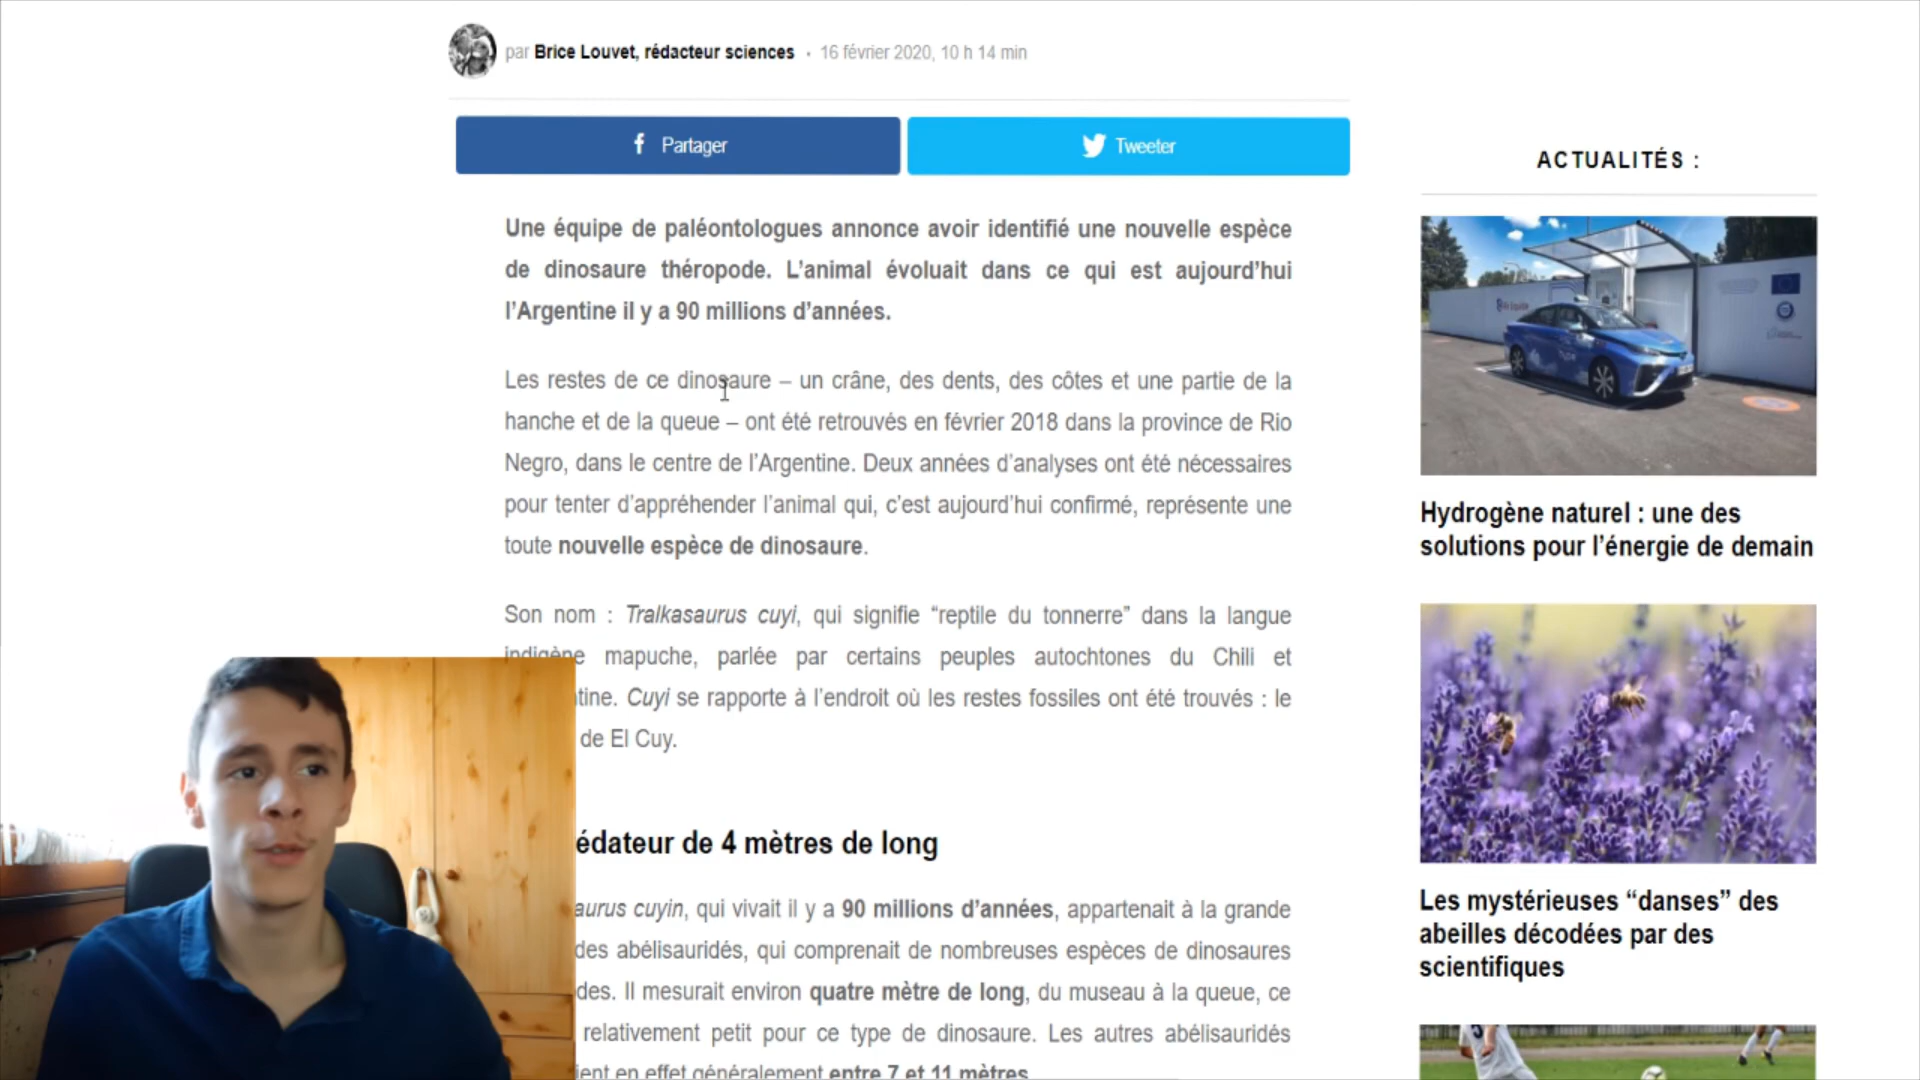 par Brice Louvet, rédacteur sciences · 16 février 2020, 10 h 14 min
Partager
Tweeter
Une équipe de paléontologues annonce avoir identifié une nouvelle espèce
de dinosaure théropode. L’animal évoluait dans ce qui est aujourd’hui
l’Argentine il y a 90 millions d’années.
Les restes de ce dinosaure – un crâne, des dents, des côtes et une partie de la
hanche et de la queue – ont été retrouvés en février 2018 dans la province de Rio
Negro, dans le centre de l’Argentine. Deux années d’analyses ont été nécessaires
pour tenter d’appréhender l’animal qui, c’est aujourd’hui confirmé, représente une
toute nouvelle espèce de dinosaure.
Son nom : Tralkasaurus cuyi, qui signifie “reptile du tonnerre” dans la langue
indigène mapuche, parlée par certains peuples autochtones du Chili et
tine. Cuyi se rapporte à l’endroit où les restes fossiles ont été trouvés : le
de El Cuy.
édateur de 4 mètres de long
aurus cuyin, qui vivait il y a 90 millions d’années, appartenait à la grande
des abélisauridés, qui comprenait de nombreuses espèces de dinosaures
des. Il mesurait environ quatre mètre de long, du museau à la queue, ce
relativement petit pour ce type de dinosaure. Les autres abélisauridés
ient en effet généralement entre 7 et 11 mètres
ACTUALITÉS :
Hydrogène naturel : une des
solutions pour l’énergie de demain
Les mystérieuses “danses” des
abeilles décodées par des
scientifiques